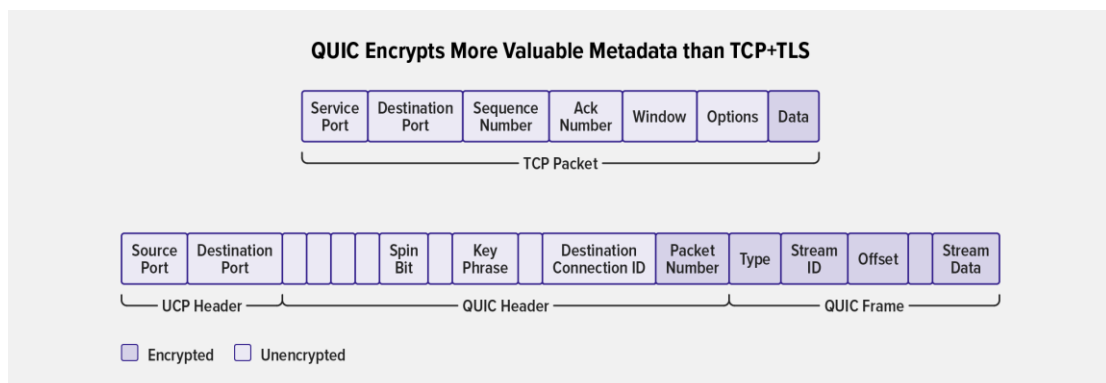 QUIC Encrypts More Valuable Metadata than TCP+TLS
Service Port Destination Port Sequence Number Ack Number Window Options Data
TCP Packet
Source Port Destination Port Spin Bit Key Phrase Destination Connection ID Packet Number Type Stream ID Offset Stream Data
UCP Header QUIC Header QUIC Frame
Encrypted Unencrypted